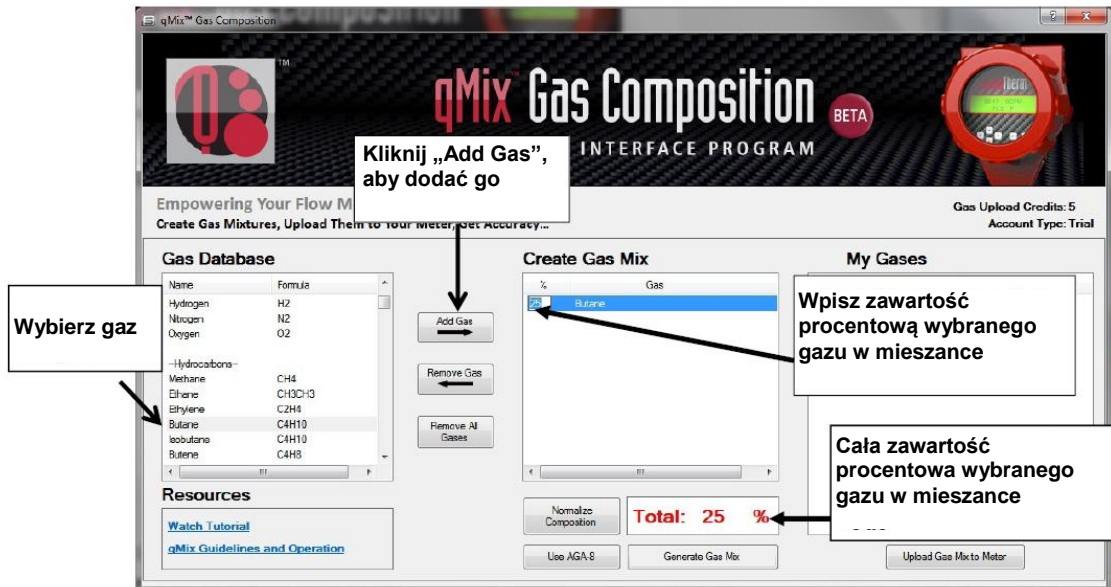 qMix™ Gas Composition
TM
qMix Gas Composition BETA
INTERFACE PROGRAM
Kliknij „Add Gas”,
aby dodać go
Empowering Your Flow M
Create Gas Mixtures, Upload Them to Your Meter, Get Accuracy...
Gas Upload Credits: 5
Account Type: Trial
Gas Database
Name Formula
Hydrogen H2
Nitrogen N2
Oxygen O2
--Hydrocarbons--
Methane CH4
Ethane CH3CH3
Ethylene C2H4
Butane C4H10
Isobutane C4H10
Butene C4H8
Wybierz gaz
Add Gas
Remove Gas
Remove All
Gases
Create Gas Mix
% Gas
25 Butane
My Gases
Wpisz zawartość
procentową wybranego
gazu w mieszance
Cała zawartość
procentowa wybranego
gazu w mieszance
Resources
Watch Tutorial
qMix Guidelines and Operation
Normalize
Composition
Total: 25 %
Use AGA-8
Generate Gas Mix
Upload Gas Mix to Meter